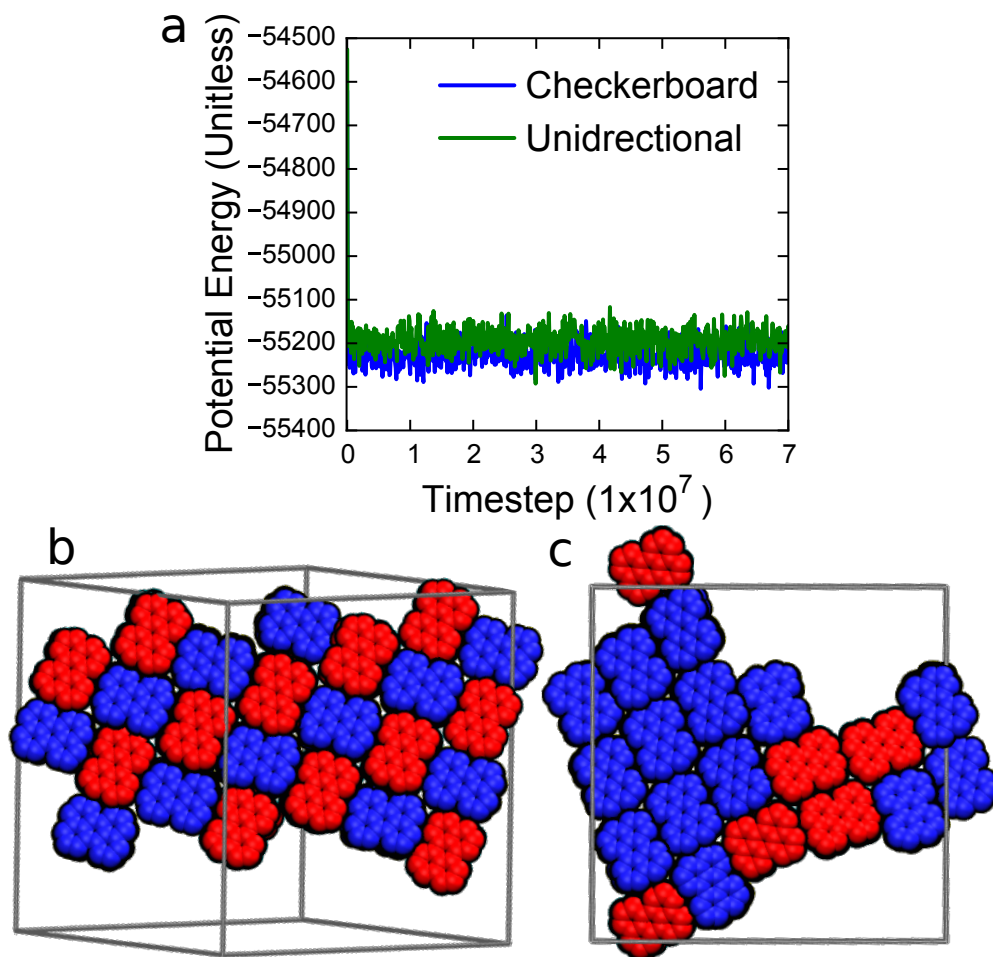 a
Potential Energy (Unitless)
−54500
−54600
−54700
−54800
−54900
−55000
−55100
−55200
−55300
−55400
Checkerboard
Unidrectional
0 1 2 3 4 5 6 7
Timestep (1x10⁷ )
b
c